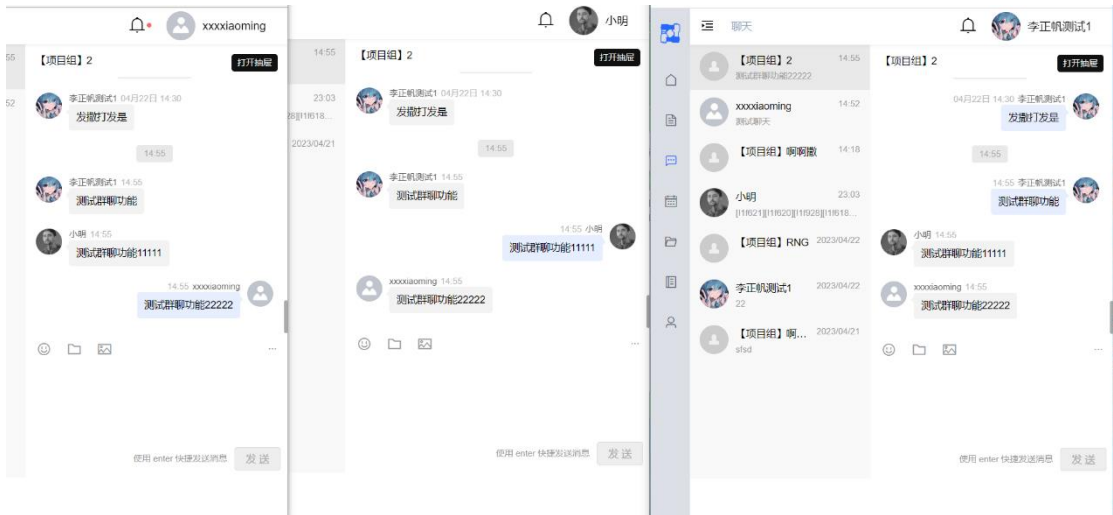 xxxxiaoming
55
【项目组】2
打开抽屉
52
李正帆测试1 04月22日 14:30
发撤打发是
14:55
李正帆测试1 14:55
测试群聊功能
小明 14:55
测试群聊功能11111
14:55 xxxxiaoming
测试群聊功能22222
使用 enter 快捷发送消息
发送
小明
14:55
【项目组】2
打开抽屉
23:03
28][l1f618...
2023/04/21
李正帆测试1 04月22日 14:30
发撤打发是
14:55
李正帆测试1 14:55
测试群聊功能
14:55 小明
测试群聊功能11111
xxxxiaoming 14:55
测试群聊功能22222
使用 enter 快捷发送消息
发送
聊天
李正帆测试1
【项目组】2 14:55
测试群聊功能22222
xxxxiaoming 14:52
测试聊天
【项目组】啊啊撒 14:18
小明 23:03
[l1f621][l1f620][l1f928][l1f618...
【项目组】RNG 2023/04/22
李正帆测试1 2023/04/22
22
【项目组】啊... 2023/04/21
sfsd
【项目组】2
打开抽屉
04月22日 14:30 李正帆测试1
发撤打发是
14:55
14:55 李正帆测试1
测试群聊功能
小明 14:55
测试群聊功能11111
xxxxiaoming 14:55
测试群聊功能22222
使用 enter 快捷发送消息
发送